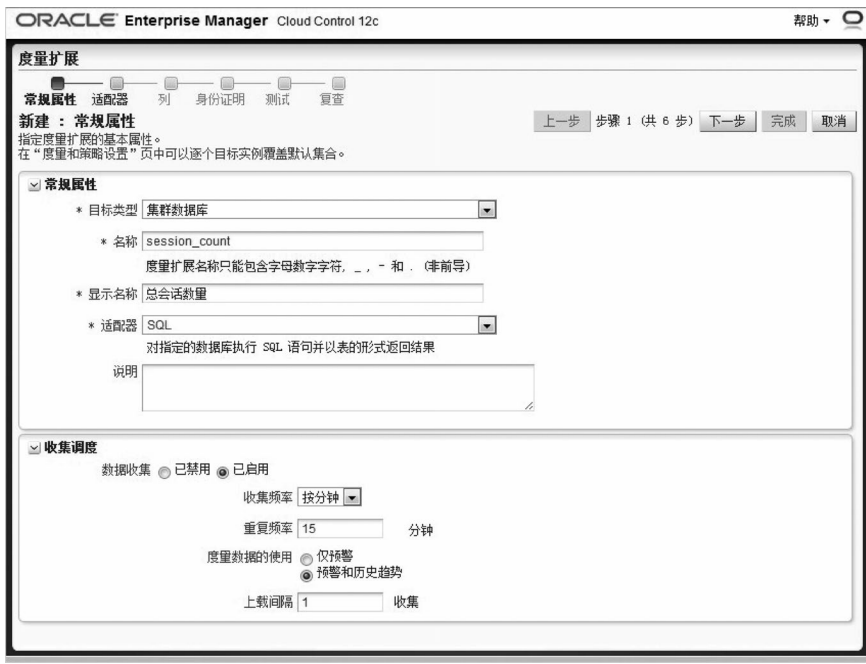 ORACLE Enterprise Manager Cloud Control 12c 帮助
度量扩展
常规属性 适配器 列 身份证明 测试 复查
新建 : 常规属性
上一步 步骤 1 (共 6 步) 下一步 完成 取消
指定度量扩展的基本属性。
在“度量和策略设置”页中可以逐个目标实例覆盖默认集合。
常规属性
* 目标类型 集群数据库
* 名称 session_count
度量扩展名称只能包含字母数字字符, _ , - 和 . (非前导)
* 显示名称 总会话数量
* 适配器 SQL
对指定的数据库执行 SQL 语句并以表的形式返回结果
说明
收集调度
数据收集 已禁用 已启用
收集频率 按分钟
重复频率 15 分钟
度量数据的使用 仅预警
预警和历史趋势
上载间隔 1 收集